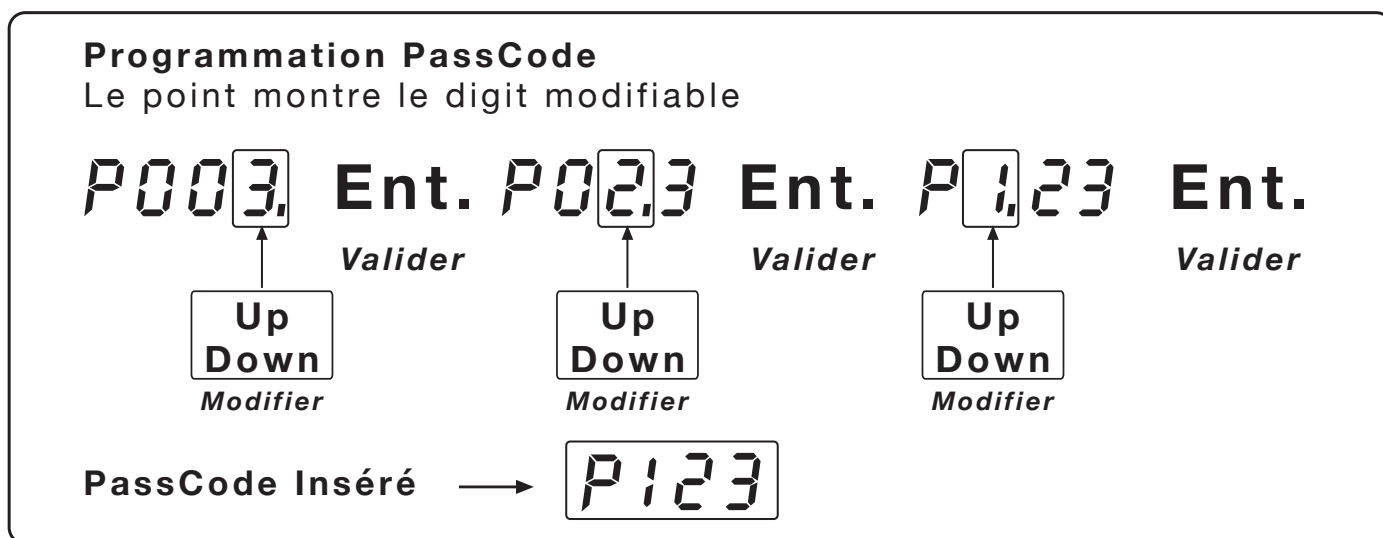 Programmation PassCode
Le point montre le digit modifiable
P003. Ent. P02.3 Ent. P1.23 Ent.
Valider Valider Valider
Up Up Up
Down Down Down
Modifier Modifier Modifier
PassCode Inséré P123